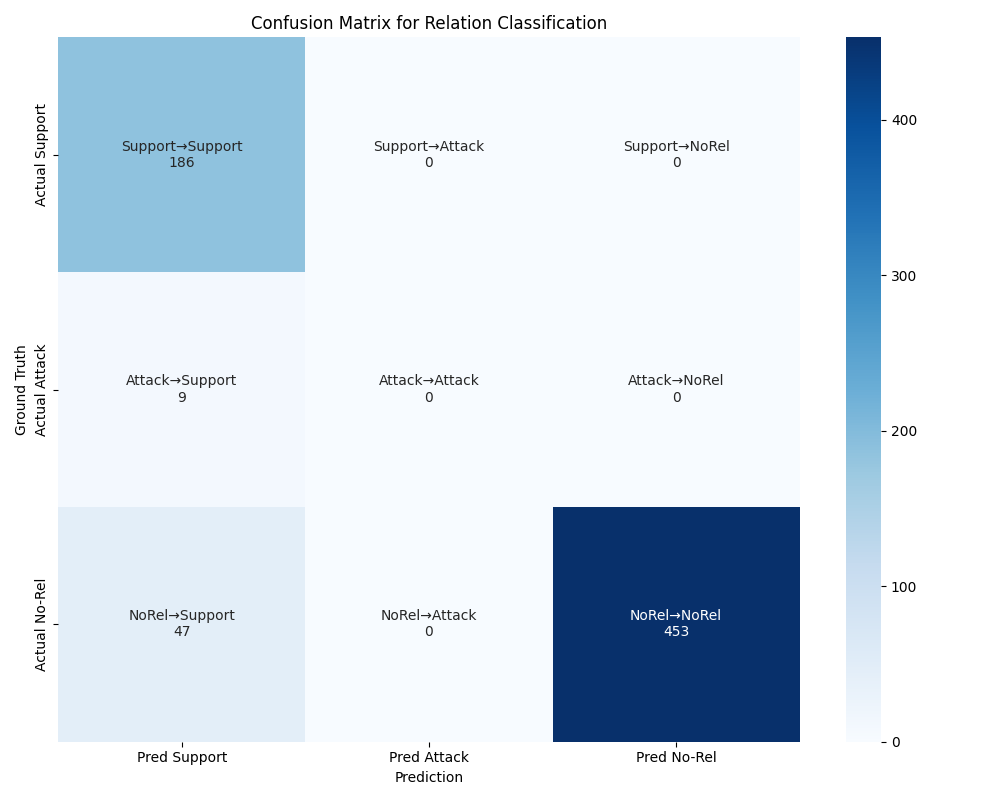 Confusion Matrix for Relation Classification
Ground Truth
Actual Support
Support→Support
186
Support→Attack
0
Support→NoRel
0
Actual Attack
Attack→Support
9
Attack→Attack
0
Attack→NoRel
0
Actual No-Rel
NoRel→Support
47
NoRel→Attack
0
NoRel→NoRel
453
Pred Support
Pred Attack
Pred No-Rel
Prediction
400
300
200
100
0